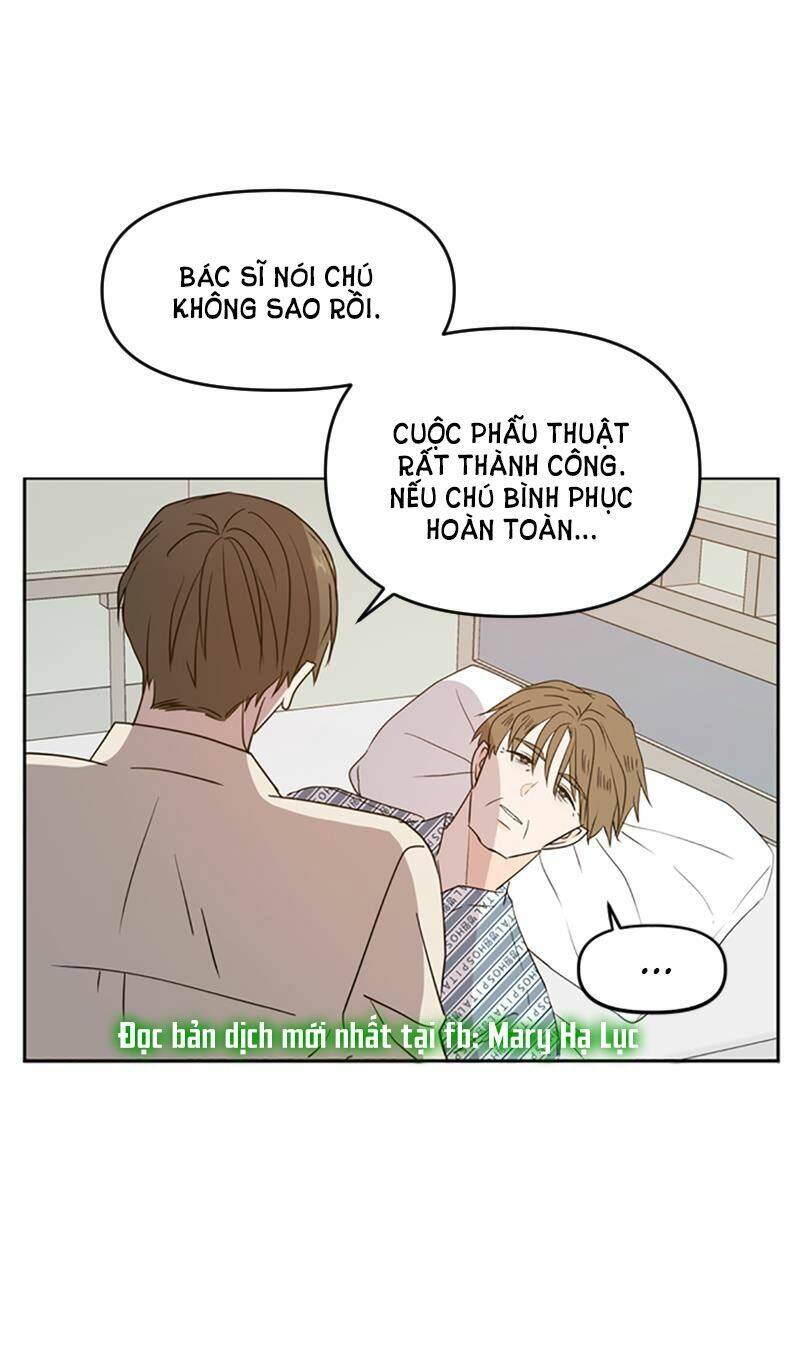 BÁC SĨ NÓI CHÚ
KHÔNG SAO RỒI.
CUỘC PHẪU THUẬT
RẤT THÀNH CÔNG.
NẾU CHÚ BÌNH PHỤC
HOÀN TOÀN...
...
Đọc bản dịch mới nhất tại fb: Mary Hạ Lục